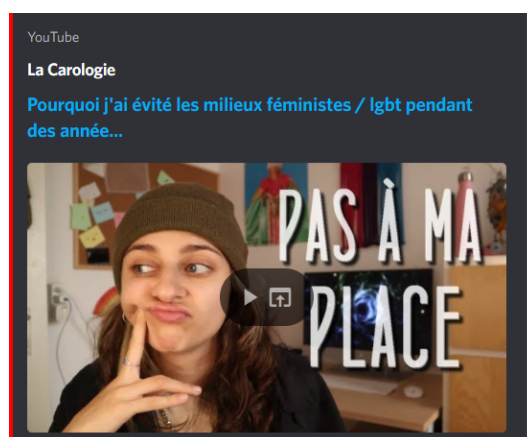 YouTube
La Carologie
Pourquoi j'ai évité les milieux féministes / lgbt pendant
des année...
PAS À MA
PLACE